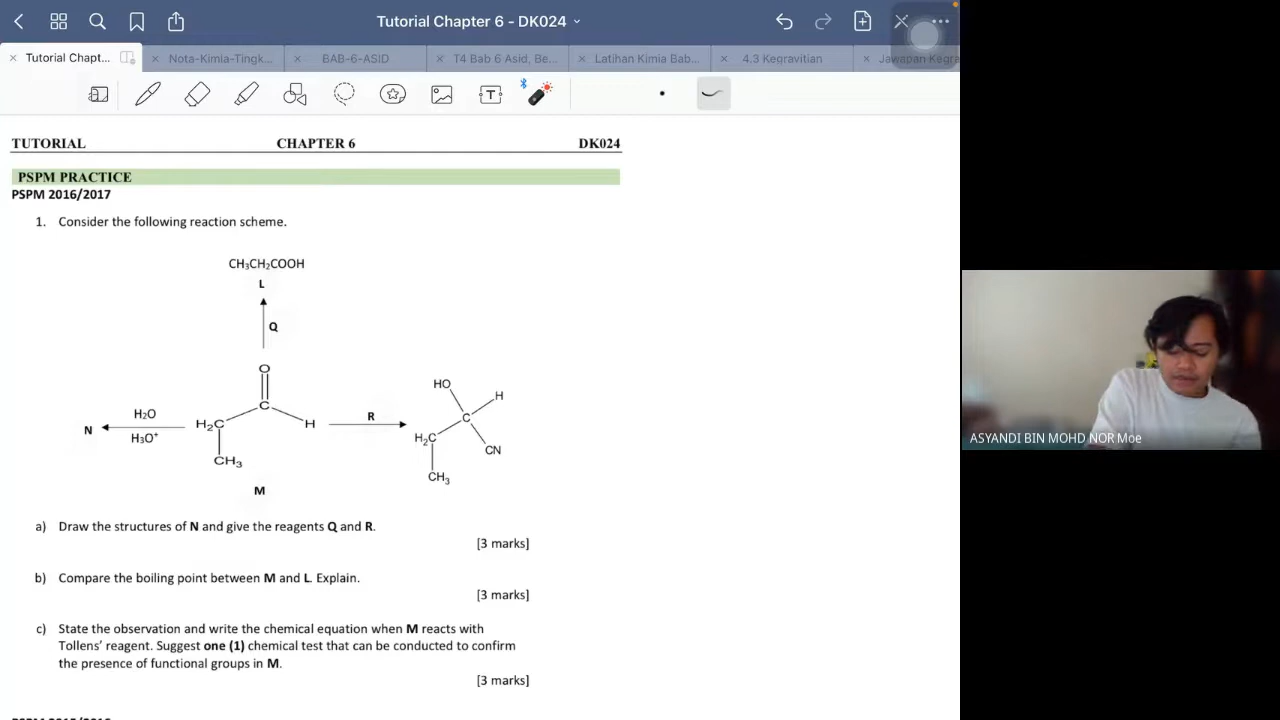 Tutorial Chapter 6 - DK024
Tutorial Chapt...
Nota-Kimia-Tingk...
BAB-6-ASID
T4 Bab 6 Asid, Be...
Latihan Kimia Bab...
4.3 Kegravitian
Jawapan Kegra
TUTORIAL CHAPTER 6 DK024
PSPM PRACTICE
PSPM 2016/2017
1. Consider the following reaction scheme.
CH₃CH₂COOH
L
Q
O
C
H₂C
H
CH₃
M
N
H₂O
H₃O⁺
R
HO
H
C
H₂C
CN
CH₃
a) Draw the structures of N and give the reagents Q and R.
[3 marks]
b) Compare the boiling point between M and L. Explain.
[3 marks]
c) State the observation and write the chemical equation when M reacts with
Tollens' reagent. Suggest one (1) chemical test that can be conducted to confirm
the presence of functional groups in M.
[3 marks]
ASYANDI BIN MOHD NOR Moe